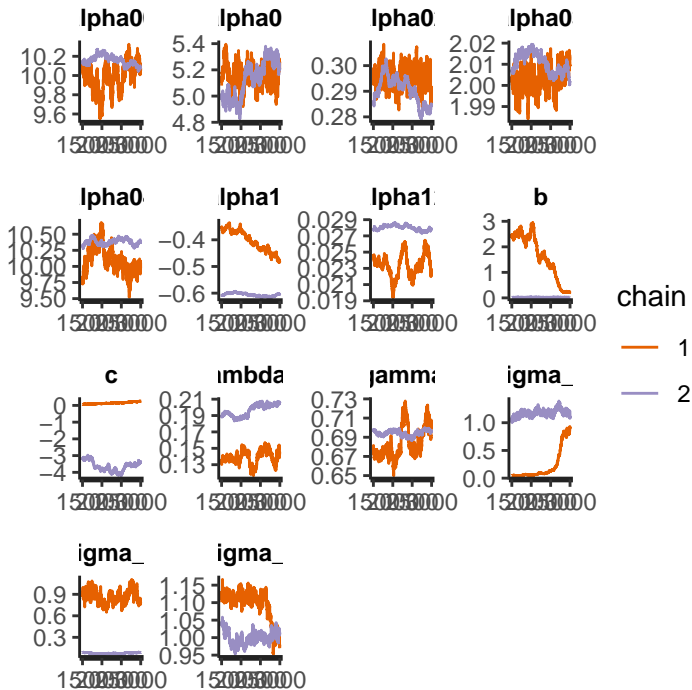 lpha0 lpha0 lpha0 lpha0
10.2 5.4 0.30 2.02
10.0 5.2 0.29 2.01
9.8 5.0 0.28 2.00
9.6 4.8 1.99
lpha0 lpha1 lpha1 b
10.50 −0.4 0.029 3
10.25 −0.5 0.027 2
10.00 −0.6 0.025 1
9.75 0.023 0
9.50 0.021
0.019
chain
1
2
c ambda gamma igma_
0 0.21 0.73 1.0
−1 0.19 0.71 0.5
−2 0.17 0.69 0.0
−3 0.15 0.67
−4 0.13 0.65
igma_ igma_
0.9 1.15
0.6 1.10
0.3 1.05
1.00
0.95